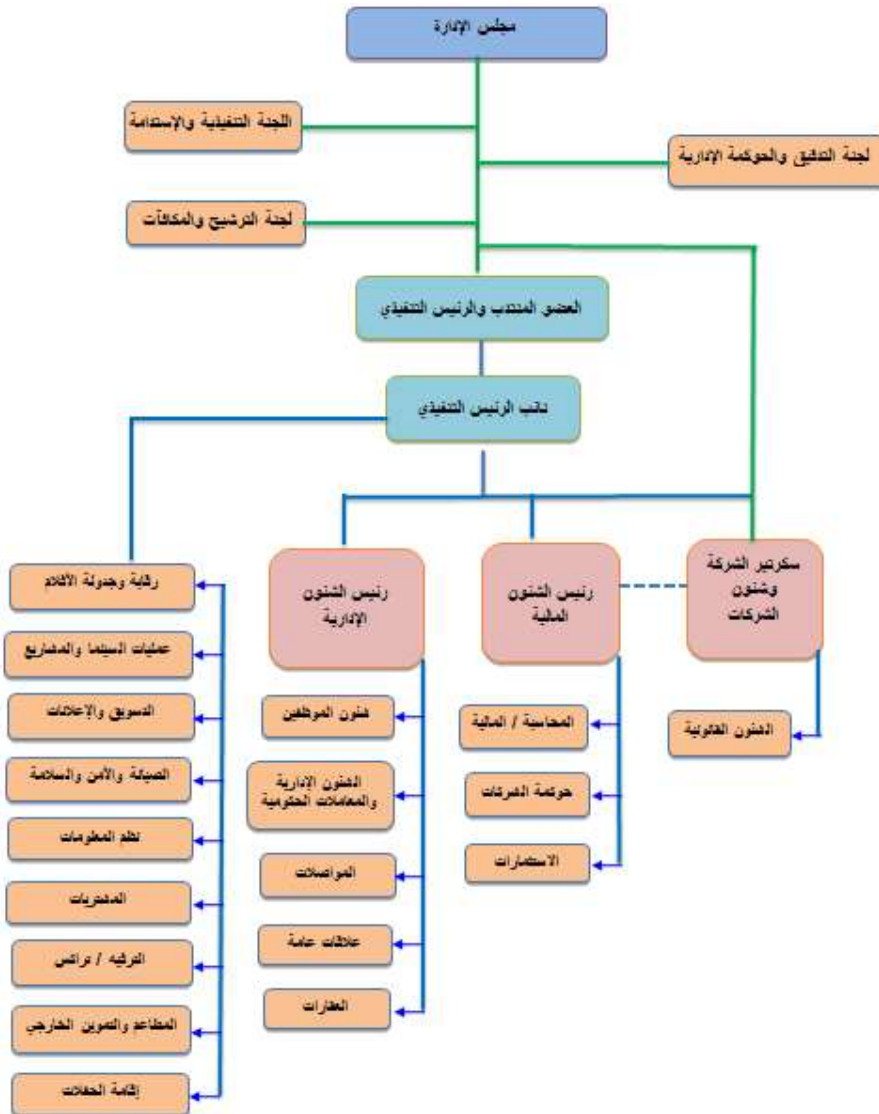 مجلس الإدارة
اللجنة التنفيذية والإستدامة
لجنة التدقيق والحوكمة الإدارية
لجنة الترشيح والمكافآت
العضو المنتدب والرئيس التنفيذي
نائب الرئيس التنفيذي
سكرتير الشركة
وشئون
الشركات
رئيس الشئون
المالية
رئيس الشئون
الإدارية
رقابة وجدولة الأفلام
عمليات السينما والمشاريع
التسويق والإعلانات
الصيانة والأمن والسلامة
نظم المعلومات
المشتريات
الترفيه / تراكس
المطاعم والتموين الخارجي
إقامة الحفلات
شئون الموظفين
الشئون الإدارية
والمعاملات الحكومية
المواصلات
علاقات عامة
العقارات
المحاسبة / المالية
حوكمة الشركات
الاستثمارات
الشئون القانونية